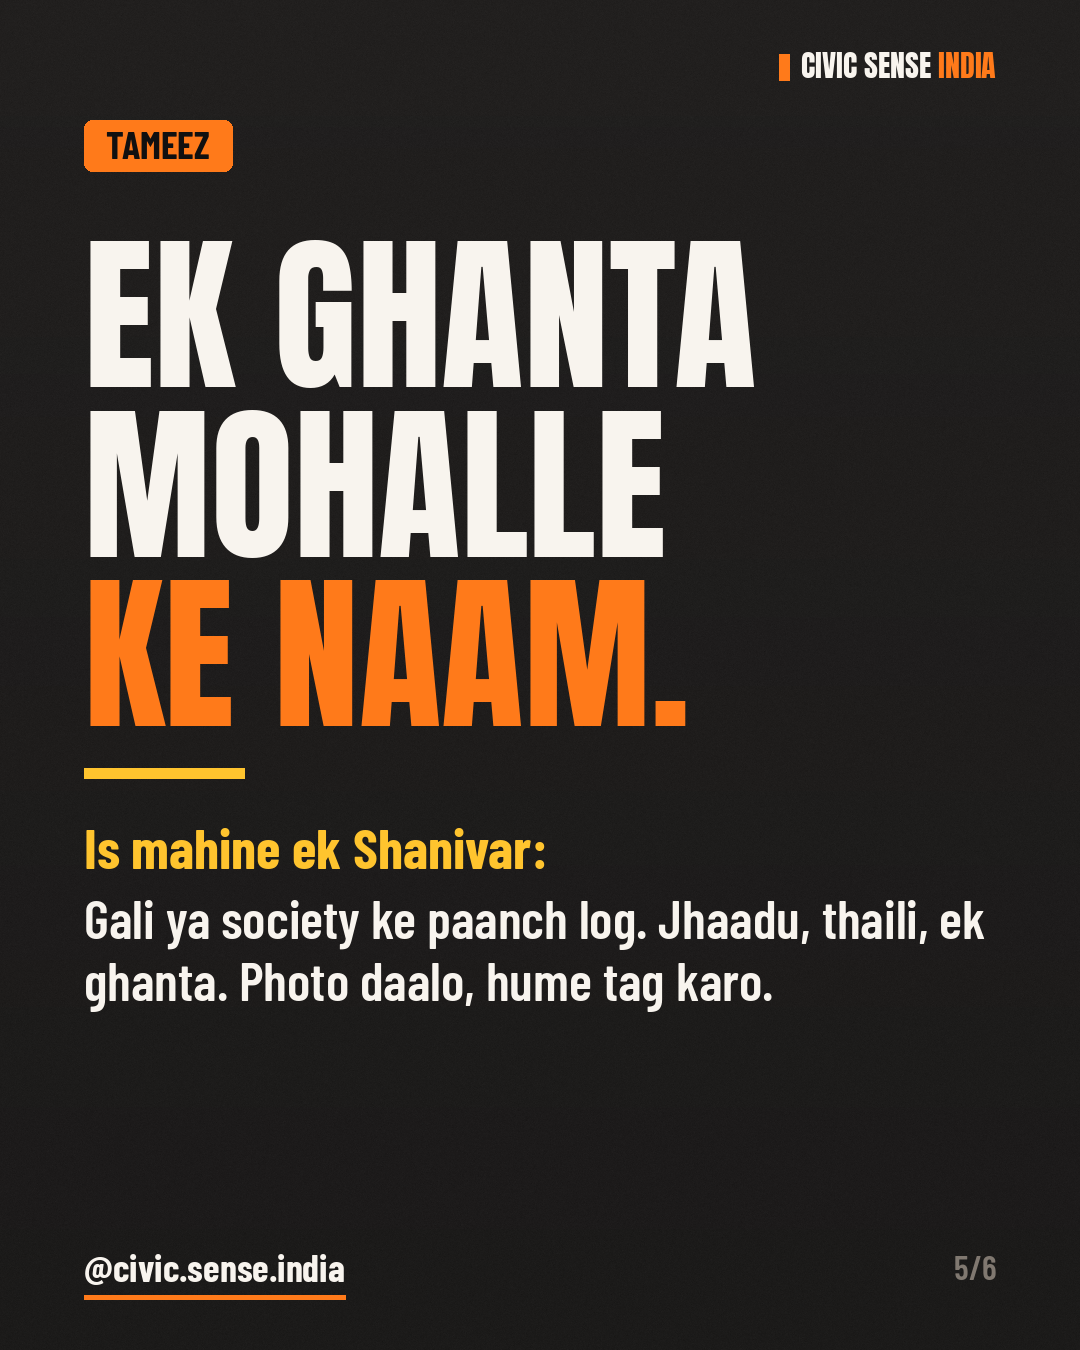 CIVIC SENSE INDIA
TAMEEZ
EK GHANTA
MOHALLE
KE NAAM.
Is mahine ek Shanivar:
Gali ya society ke paanch log. Jhaadu, thaili, ek
ghanta. Photo daalo, hume tag karo.
@civic.sense.india
5/6